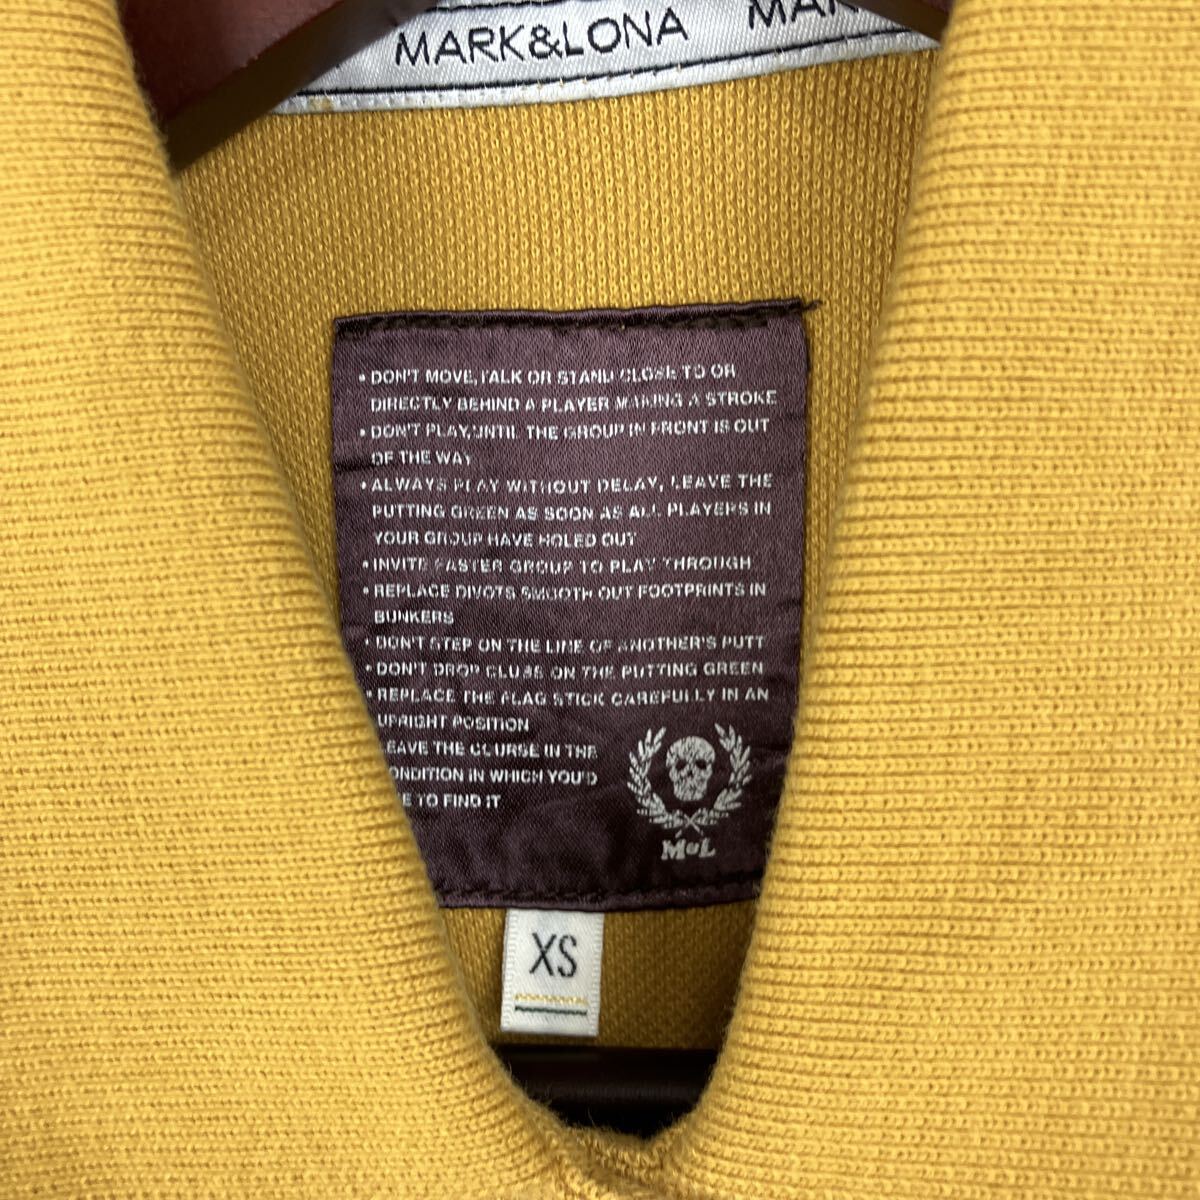 MARK&LONA MAR
• DON'T MOVE, TALK OR STAND CLOSE TO OR
DIRECTLY BEHIND A PLAYER MAKING A STROKE
• DON'T PLAY, UNTIL THE GROUP IN FRONT IS OUT
OF THE WAY
• ALWAYS PLAY WITHOUT DELAY, LEAVE THE
PUTTING GREEN AS SOON AS ALL PLAYERS IN
YOUR GROUP HAVE HOLED OUT
• INVITE FASTER GROUP TO PLAY THROUGH
• REPLACE DIVOTS SMOOTH OUT FOOTPRINTS IN
BUNKERS
• DON'T STEP ON THE LINE OF ANOTHER'S PUTT
• DON'T DROP CLUBS ON THE PUTTING GREEN
• REPLACE THE FLAG STICK CAREFULLY IN AN
UPRIGHT POSITION
EAVE THE COURSE IN THE
ONDITION IN WHICH YOU'D
E TO FIND IT
M&L
XS